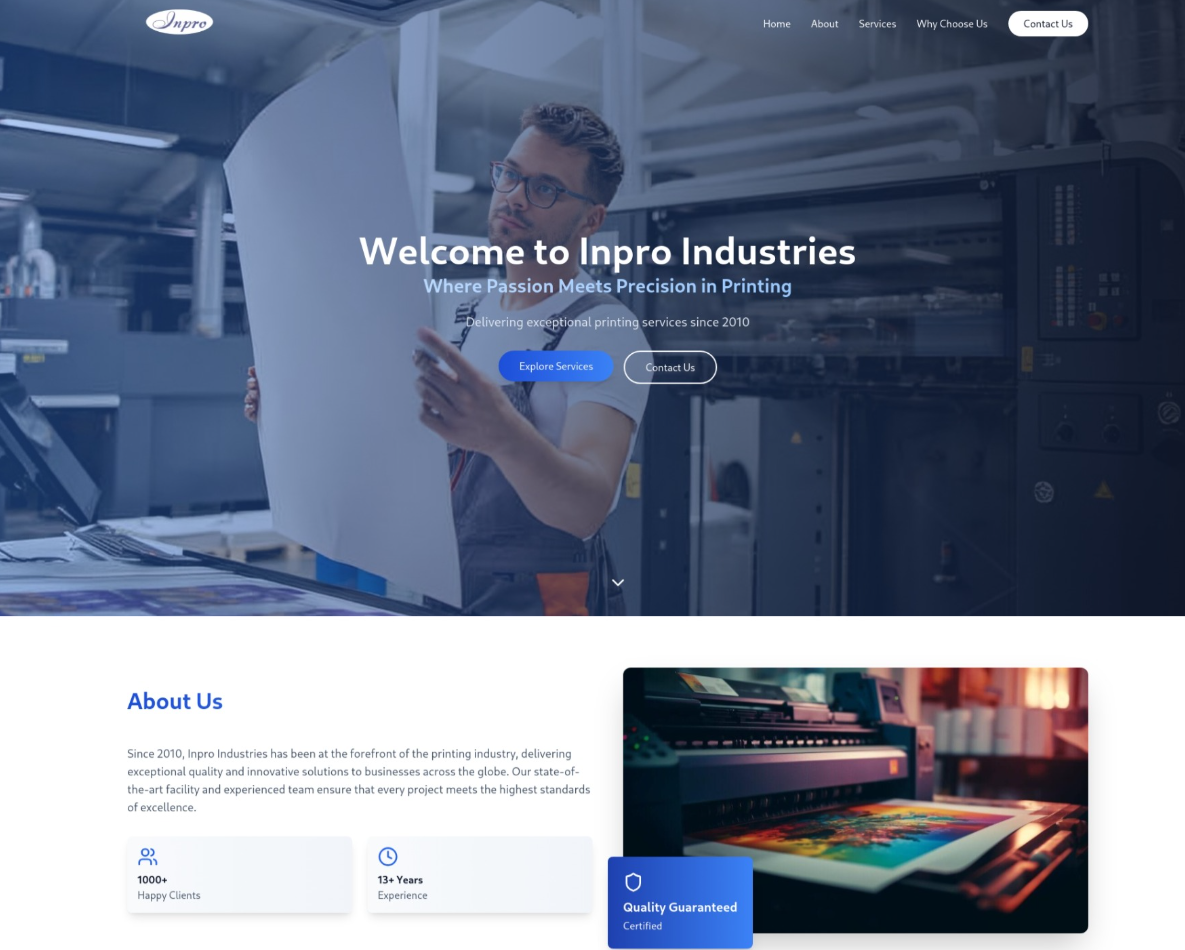 Inpro
Home About Services Why Choose Us Contact Us
Welcome to Inpro Industries
Where Passion Meets Precision in Printing
Delivering exceptional printing services since 2010
Explore Services Contact Us
About Us
Since 2010, Inpro Industries has been at the forefront of the printing industry, delivering
exceptional quality and innovative solutions to businesses across the globe. Our state-of-
the-art facility and experienced team ensure that every project meets the highest standards
of excellence.
1000+
Happy Clients
13+ Years
Experience
Quality Guaranteed
Certified